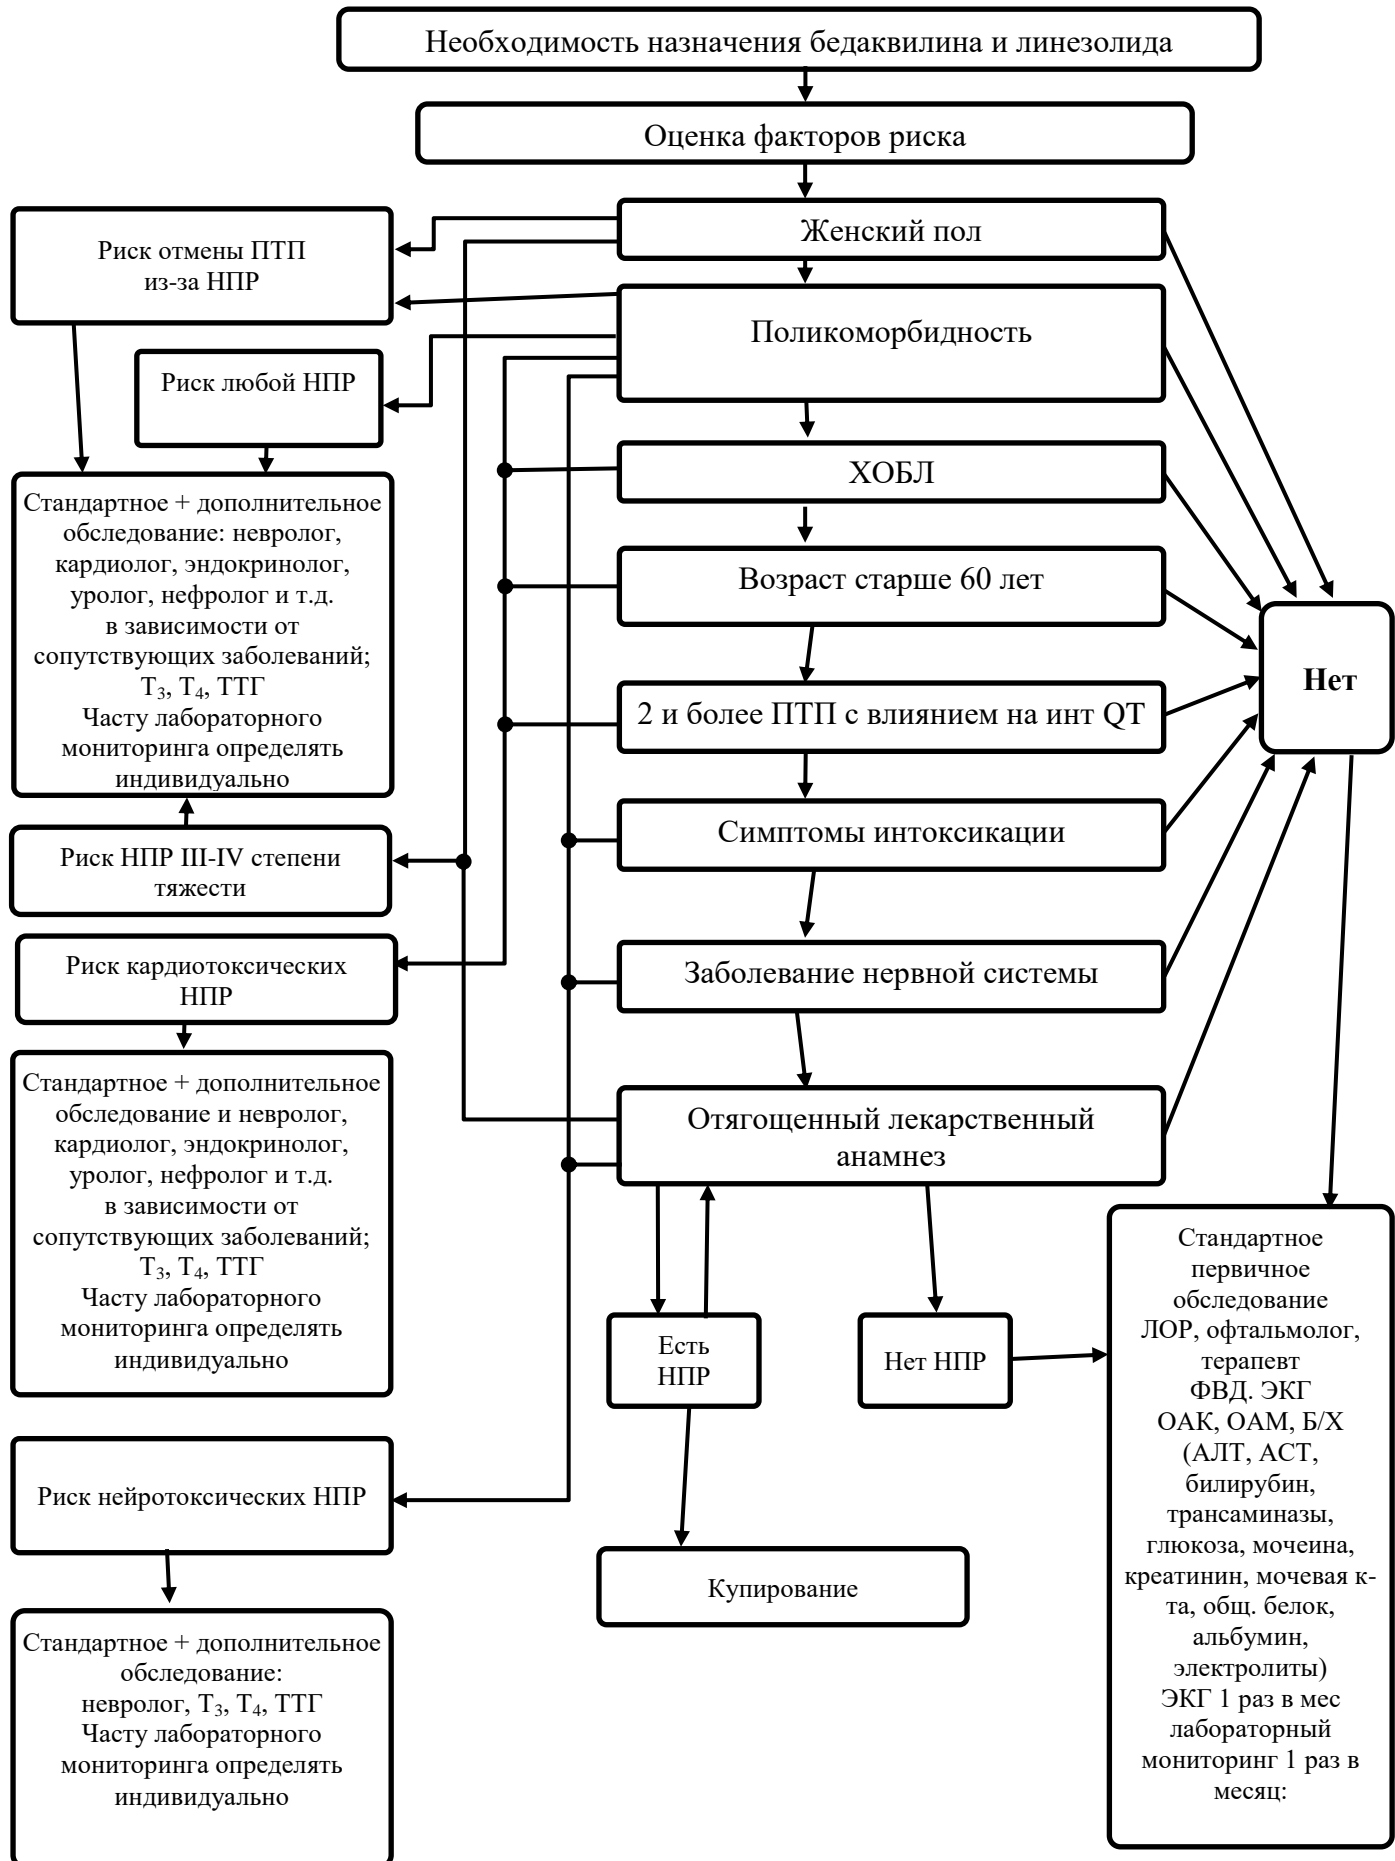 Необходимость назначения бедаквилина и линезолида
Оценка факторов риска
Женский пол
Риск отмены ПТП
из-за НПР
Поликоморбидность
Риск любой НПР
ХОБЛ
Стандартное + дополнительное
обследование: невролог,
кардиолог, эндокринолог,
уролог, нефролог и т.д.
в зависимости от
сопутствующих заболеваний;
Т3, Т4, ТТГ
Часту лабораторного
мониторинга определять
индивидуально
Возраст старше 60 лет
Нет
2 и более ПТП с влиянием на инт QT
Симптомы интоксикации
Риск НПР III-IV степени
тяжести
Заболевание нервной системы
Риск кардиотоксических
НПР
Стандартное + дополнительное
обследование и невролог,
кардиолог, эндокринолог,
уролог, нефролог и т.д.
в зависимости от
сопутствующих заболеваний;
Т3, Т4, ТТГ
Часту лабораторного
мониторинга определять
индивидуально
Отягощенный лекарственный
анамнез
Есть
НПР
Нет НПР
Стандартное
первичное
обследование
ЛОР, офтальмолог,
терапевт
ФВД. ЭКГ
ОАК, ОАМ, Б/Х
(АЛТ, АСТ,
билирубин,
трансаминазы,
глюкоза, мочеина,
креатинин, мочевая к-
та, общ. белок,
альбумин,
электролиты)
ЭКГ 1 раз в мес
лабораторный
мониторинг 1 раз в
месяц:
Риск нейротоксических НПР
Купирование
Стандартное + дополнительное
обследование:
невролог, Т3, Т4, ТТГ
Часту лабораторного
мониторинга определять
индивидуально